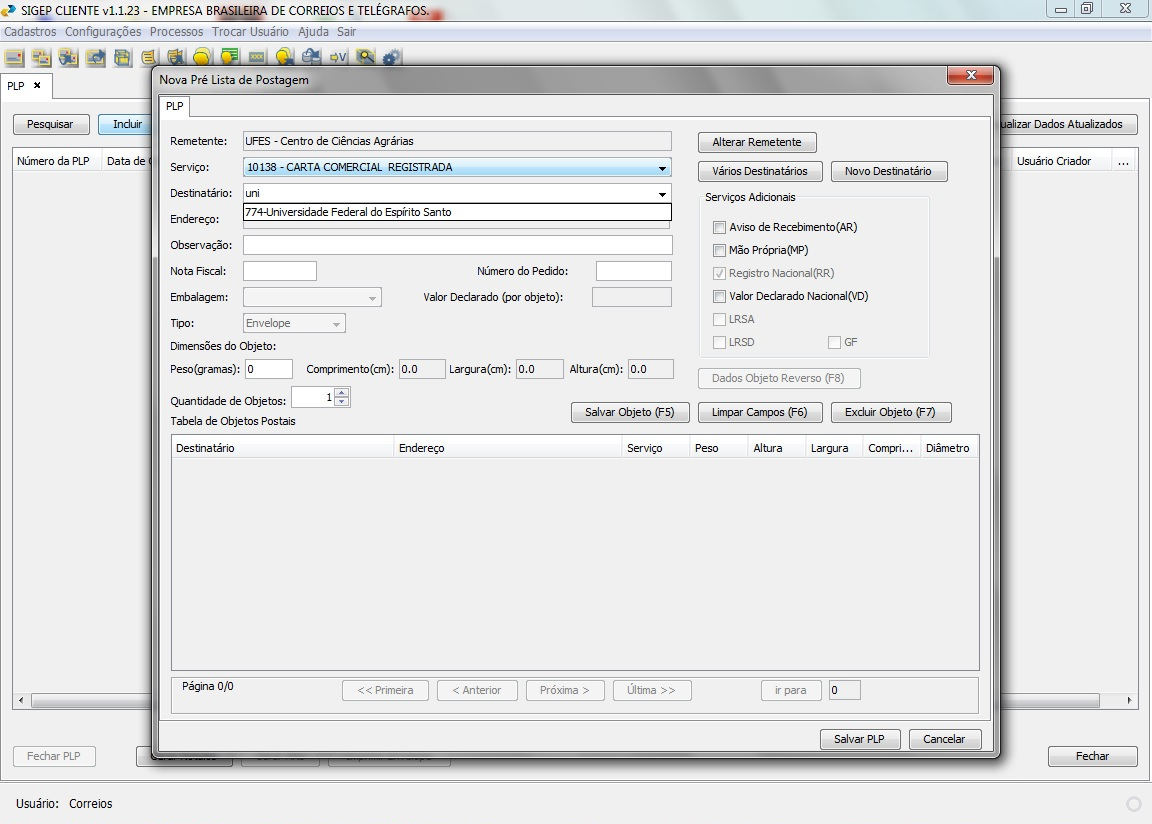 SIGEP CLIENTE v1.1.23 - EMPRESA BRASILEIRA DE CORREIOS E TELÉGRAFOS.
Cadastros Configurações Processos Trocar Usuário Ajuda Sair
PLP
Nova Pré Lista de Postagem
PLP
Pesquisar Incluir ualizar Dados Atualizados
Número da PLP Data de Usuário Criador ...
Remetente: UFES - Centro de Ciências Agrárias Alterar Remetente
Serviço: 10138 - CARTA COMERCIAL REGISTRADA Vários Destinatários Novo Destinatário
Destinatário: uni Serviços Adicionais
774-Universidade Federal do Espírito Santo
Endereço: Aviso de Recebimento(AR)
Observação: Mão Própria(MP)
Nota Fiscal: Número do Pedido: Registro Nacional(RR)
Embalagem: Valor Declarado (por objeto): Valor Declarado Nacional(VD)
Tipo: Envelope LRSA
Dimensões do Objeto: LRSD GF
Peso(gramas): 0 Comprimento(cm): 0.0 Largura(cm): 0.0 Altura(cm): 0.0 Dados Objeto Reverso (F8)
Quantidade de Objetos: 1 Salvar Objeto (F5) Limpar Campos (F6) Excluir Objeto (F7)
Tabela de Objetos Postais
Destinatário Endereço Serviço Peso Altura Largura Compri... Diâmetro
Página 0/0 << Primeira < Anterior Próxima > Última >> ir para 0
Salvar PLP Cancelar
Fechar PLP Fechar
Usuário: Correios